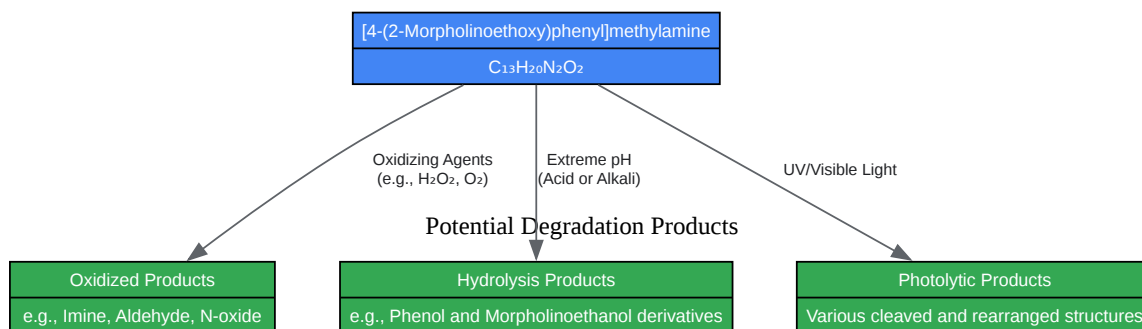 [4-(2-Morpholinoethoxy)phenyl]methylamine
C₁₃H₂₀N₂O₂
Oxidizing Agents
(e.g., H₂O₂, O₂)
Extreme pH
(Acid or Alkali)
UV/Visible Light
Potential Degradation Products
Oxidized Products
e.g., Imine, Aldehyde, N-oxide
Hydrolysis Products
e.g., Phenol and Morpholinoethanol derivatives
Photolytic Products
Various cleaved and rearranged structures